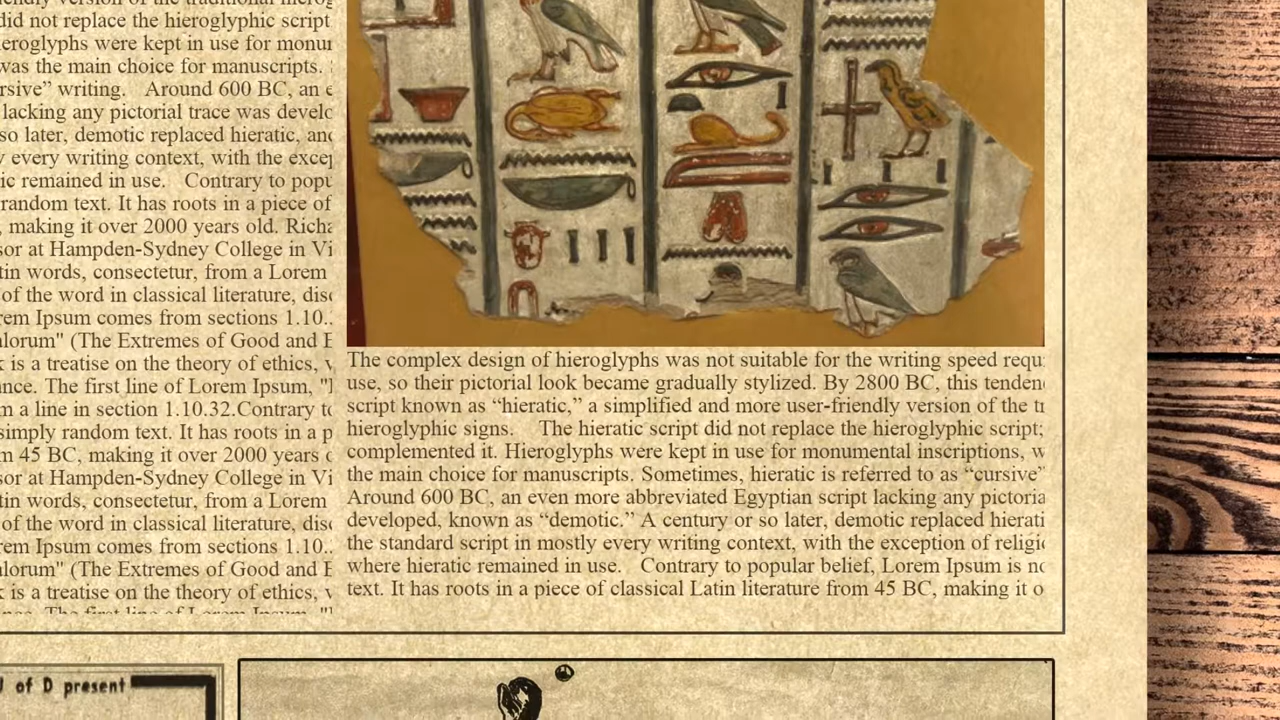 did not replace the hieroglyphic script
eroglyphs were kept in use for monu
was the main choice for manuscripts.
rsive” writing. Around 600 BC, an e
lacking any pictorial trace was develo
so later, demotic replaced hieratic, and
y every writing context, with the excep
ic remained in use. Contrary to popu
random text. It has roots in a piece of
, making it over 2000 years old. Richa
sor at Hampden-Sydney College in Vi
tin words, consectetur, from a Lorem
of the word in classical literature, disc
rem Ipsum comes from sections 1.10..
alorum" (The Extremes of Good and E
k is a treatise on the theory of ethics, v
ance. The first line of Lorem Ipsum, "l
m a line in section 1.10.32.Contrary to
simply random text. It has roots in a p
m 45 BC, making it over 2000 years o
sor at Hampden-Sydney College in Vi
tin words, consectetur, from a Lorem
of the word in classical literature, disc
rem Ipsum comes from sections 1.10..
alorum" (The Extremes of Good and E
k is a treatise on the theory of ethics, v
ance. The first line of Lorem Ipsum, "l
The complex design of hieroglyphs was not suitable for the writing speed requ
use, so their pictorial look became gradually stylized. By 2800 BC, this tenden
script known as “hieratic,” a simplified and more user-friendly version of the tr
hieroglyphic signs. The hieratic script did not replace the hieroglyphic script;
complemented it. Hieroglyphs were kept in use for monumental inscriptions, w
the main choice for manuscripts. Sometimes, hieratic is referred to as “cursive”
Around 600 BC, an even more abbreviated Egyptian script lacking any pictoria
developed, known as “demotic.” A century or so later, demotic replaced hierati
the standard script in mostly every writing context, with the exception of religio
where hieratic remained in use. Contrary to popular belief, Lorem Ipsum is no
text. It has roots in a piece of classical Latin literature from 45 BC, making it o
of D present